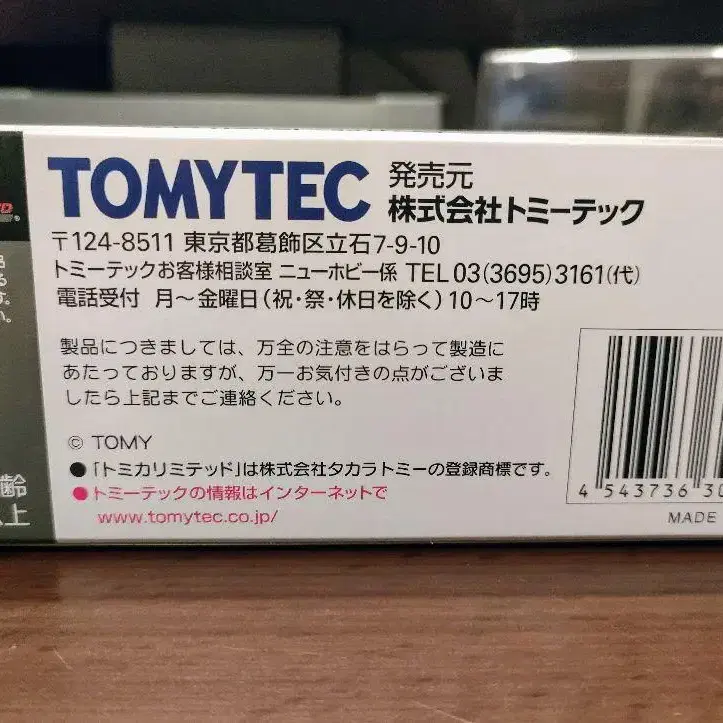 TOMYTEC 発売元
株式会社トミーテック
〒124-8511 東京都葛飾区立石7-9-10
トミーテックお客様相談室 ニューホビー係 TEL 03(3695)3161(代)
電話受付 月～金曜日(祝・祭・休日を除く)10～17時
製品につきましては、万全の注意をはらって製造に
あたっておりますが、万一お気付きの点がございま
したら上記までご連絡ください。
© TOMY
●「トミカリミテッド」は株式会社タカラトミーの登録商標です。
●トミーテックの情報はインターネットで
www.tomytec.co.jp/
4 543736 30
MADE
齢
上